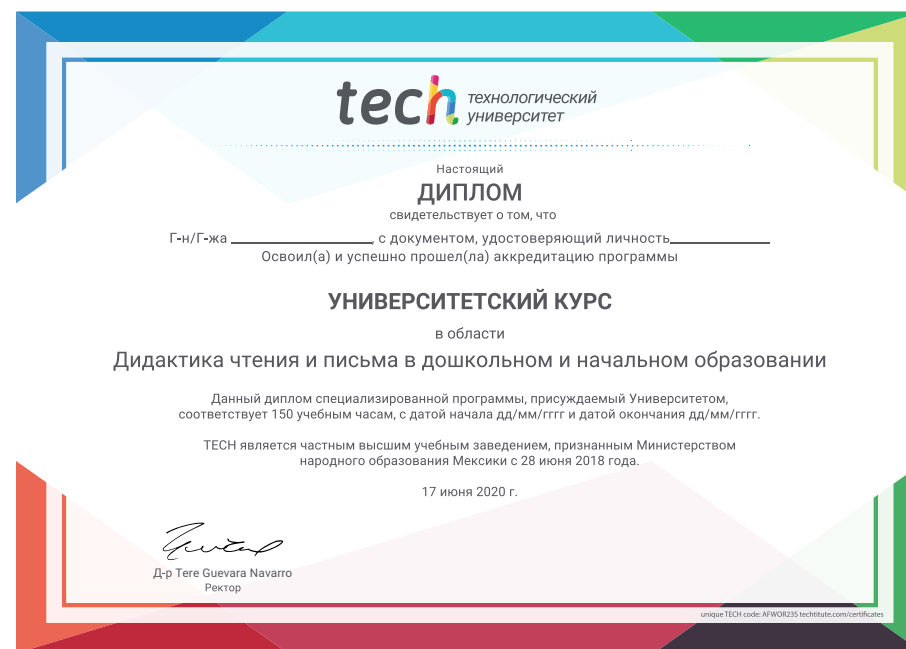 tech технологический
университет
Настоящий
ДИПЛОМ
свидетельствует о том, что
Г-н/Г-жа ____________, с документом, удостоверяющий личность____________
Освоил(а) и успешно прошел(ла) аккредитацию программы
УНИВЕРСИТЕТСКИЙ КУРС
в области
Дидактика чтения и письма в дошкольном и начальном образовании
Данный диплом специализированной программы, присуждаемый Университетом,
соответствует 150 учебным часам, с датой начала дд/мм/гггг и датой окончания дд/мм/гггг.
TECH является частным высшим учебным заведением, признанным Министерством
народного образования Мексики с 28 июня 2018 года.
17 июня 2020 г.
Д-р Tere Guevara Navarro
Ректор
unique TECH code: AFWOR23S techtitute.com/certificates